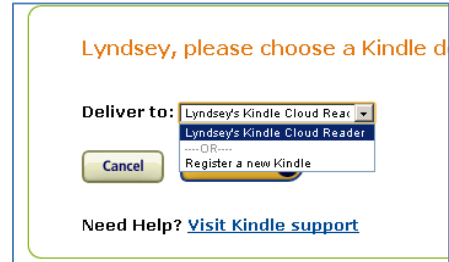 Lyndsey, please choose a Kindle d
Deliver to: Lyndsey's Kindle Cloud Reac
Lyndsey's Kindle Cloud Reader
----OR----
Register a new Kindle
Cancel
Need Help? Visit Kindle support